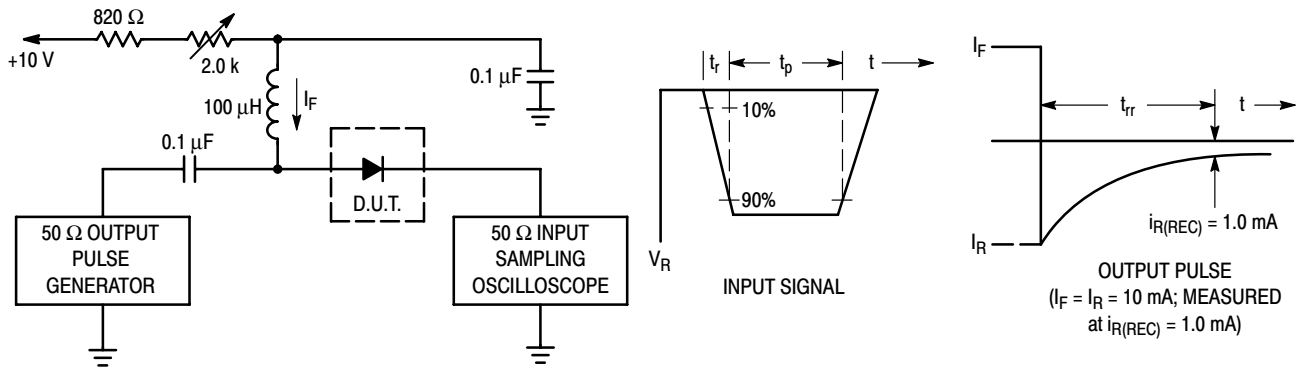 820 Ω
+10 V
2.0 k
100 μH
I_F
0.1 μF
0.1 μF
D.U.T.
50 Ω OUTPUT
PULSE
GENERATOR
50 Ω INPUT
SAMPLING
OSCILLOSCOPE
t_r
t_p
t
10%
90%
V_R
INPUT SIGNAL
I_F
t_rr
t
I_R
i_R(REC) = 1.0 mA
OUTPUT PULSE
(I_F = I_R = 10 mA; MEASURED
at i_R(REC) = 1.0 mA)